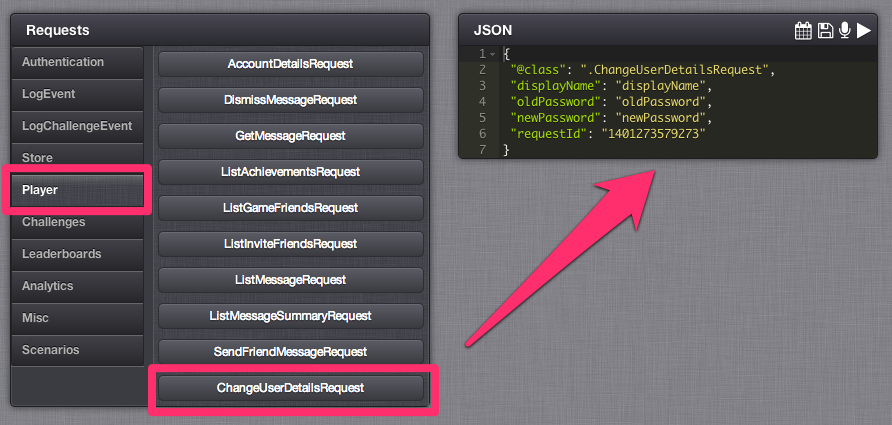 Requests
Authentication
LogEvent
LogChallengeEvent
Store
Player
Challenges
Leaderboards
Analytics
Misc
Scenarios
AccountDetailsRequest
DismissMessageRequest
GetMessageRequest
ListAchievementsRequest
ListGameFriendsRequest
ListInviteFriendsRequest
ListMessageRequest
ListMessageSummaryRequest
SendFriendMessageRequest
ChangeUserDetailsRequest
JSON
1 {
2 "@class": ".ChangeUserDetailsRequest",
3 "displayName": "displayName",
4 "oldPassword": "oldPassword",
5 "newPassword": "newPassword",
6 "requestId": "1401273579273"
7 }